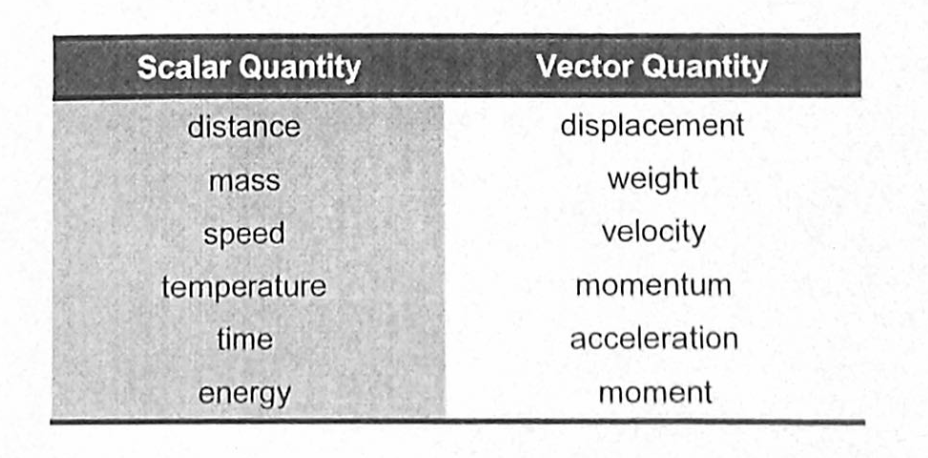 Scalar Quantity Vector Quantity
distance displacement
mass weight
speed velocity
temperature momentum
time acceleration
energy moment